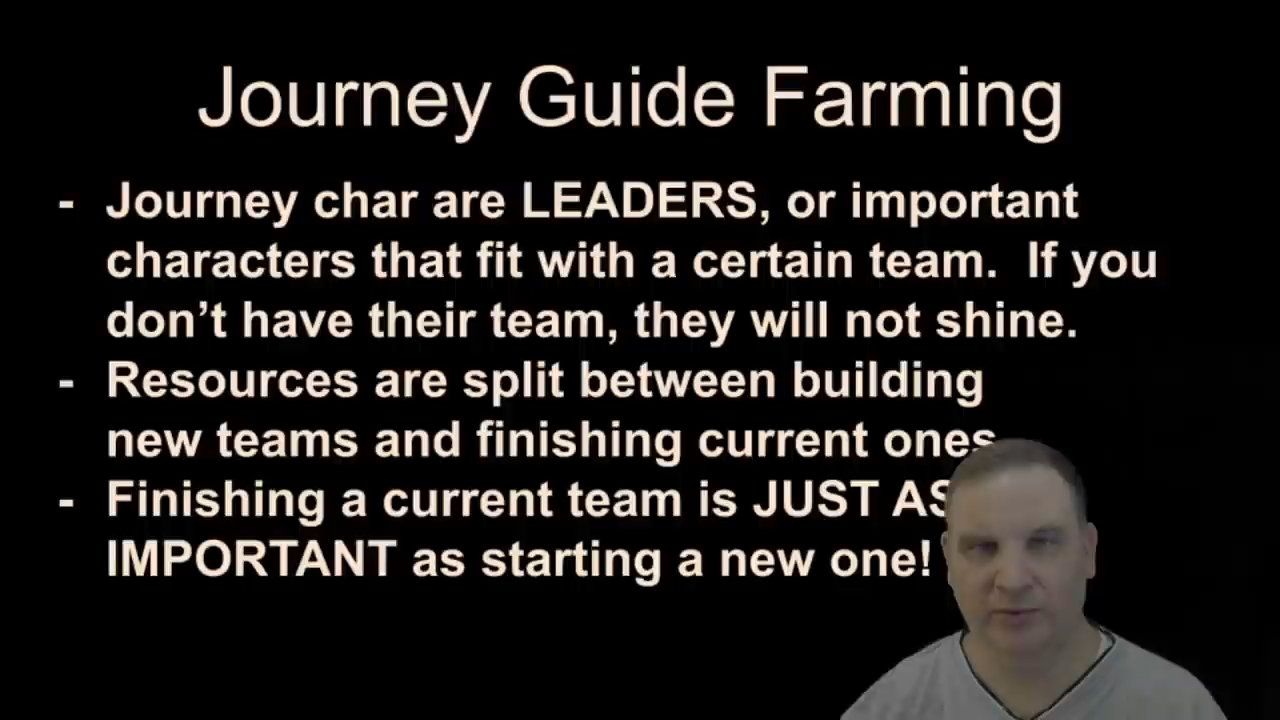 Journey Guide Farming
- Journey char are LEADERS, or important
characters that fit with a certain team. If you
don't have their team, they will not shine.
- Resources are split between building
new teams and finishing current ones
- Finishing a current team is JUST AS
IMPORTANT as starting a new one!